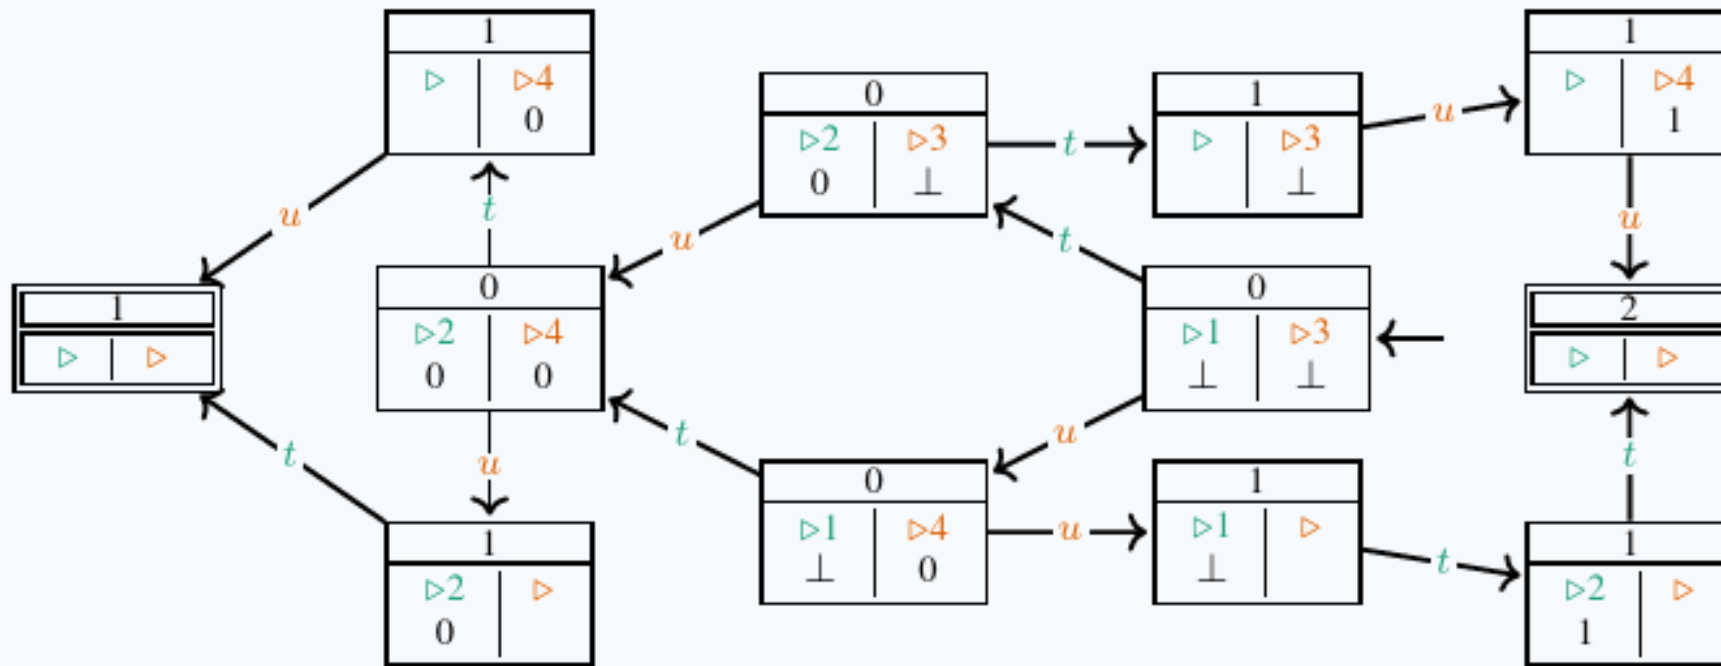 1
▷ ▷4
0
u
t
1
▷ ▷
0
▷2 ▷4
0 0
t
u
1
▷2 ▷
0
0
▷2 ▷3
0 ⊥
u
t
t
0
▷1 ▷4
⊥ 0
t
u
u
1
▷ ▷3
⊥
u
0
▷1 ▷3
⊥ ⊥
1
▷1 ▷
⊥
t
1
▷ ▷4
1
u
2
▷ ▷
t
1
▷2 ▷
1